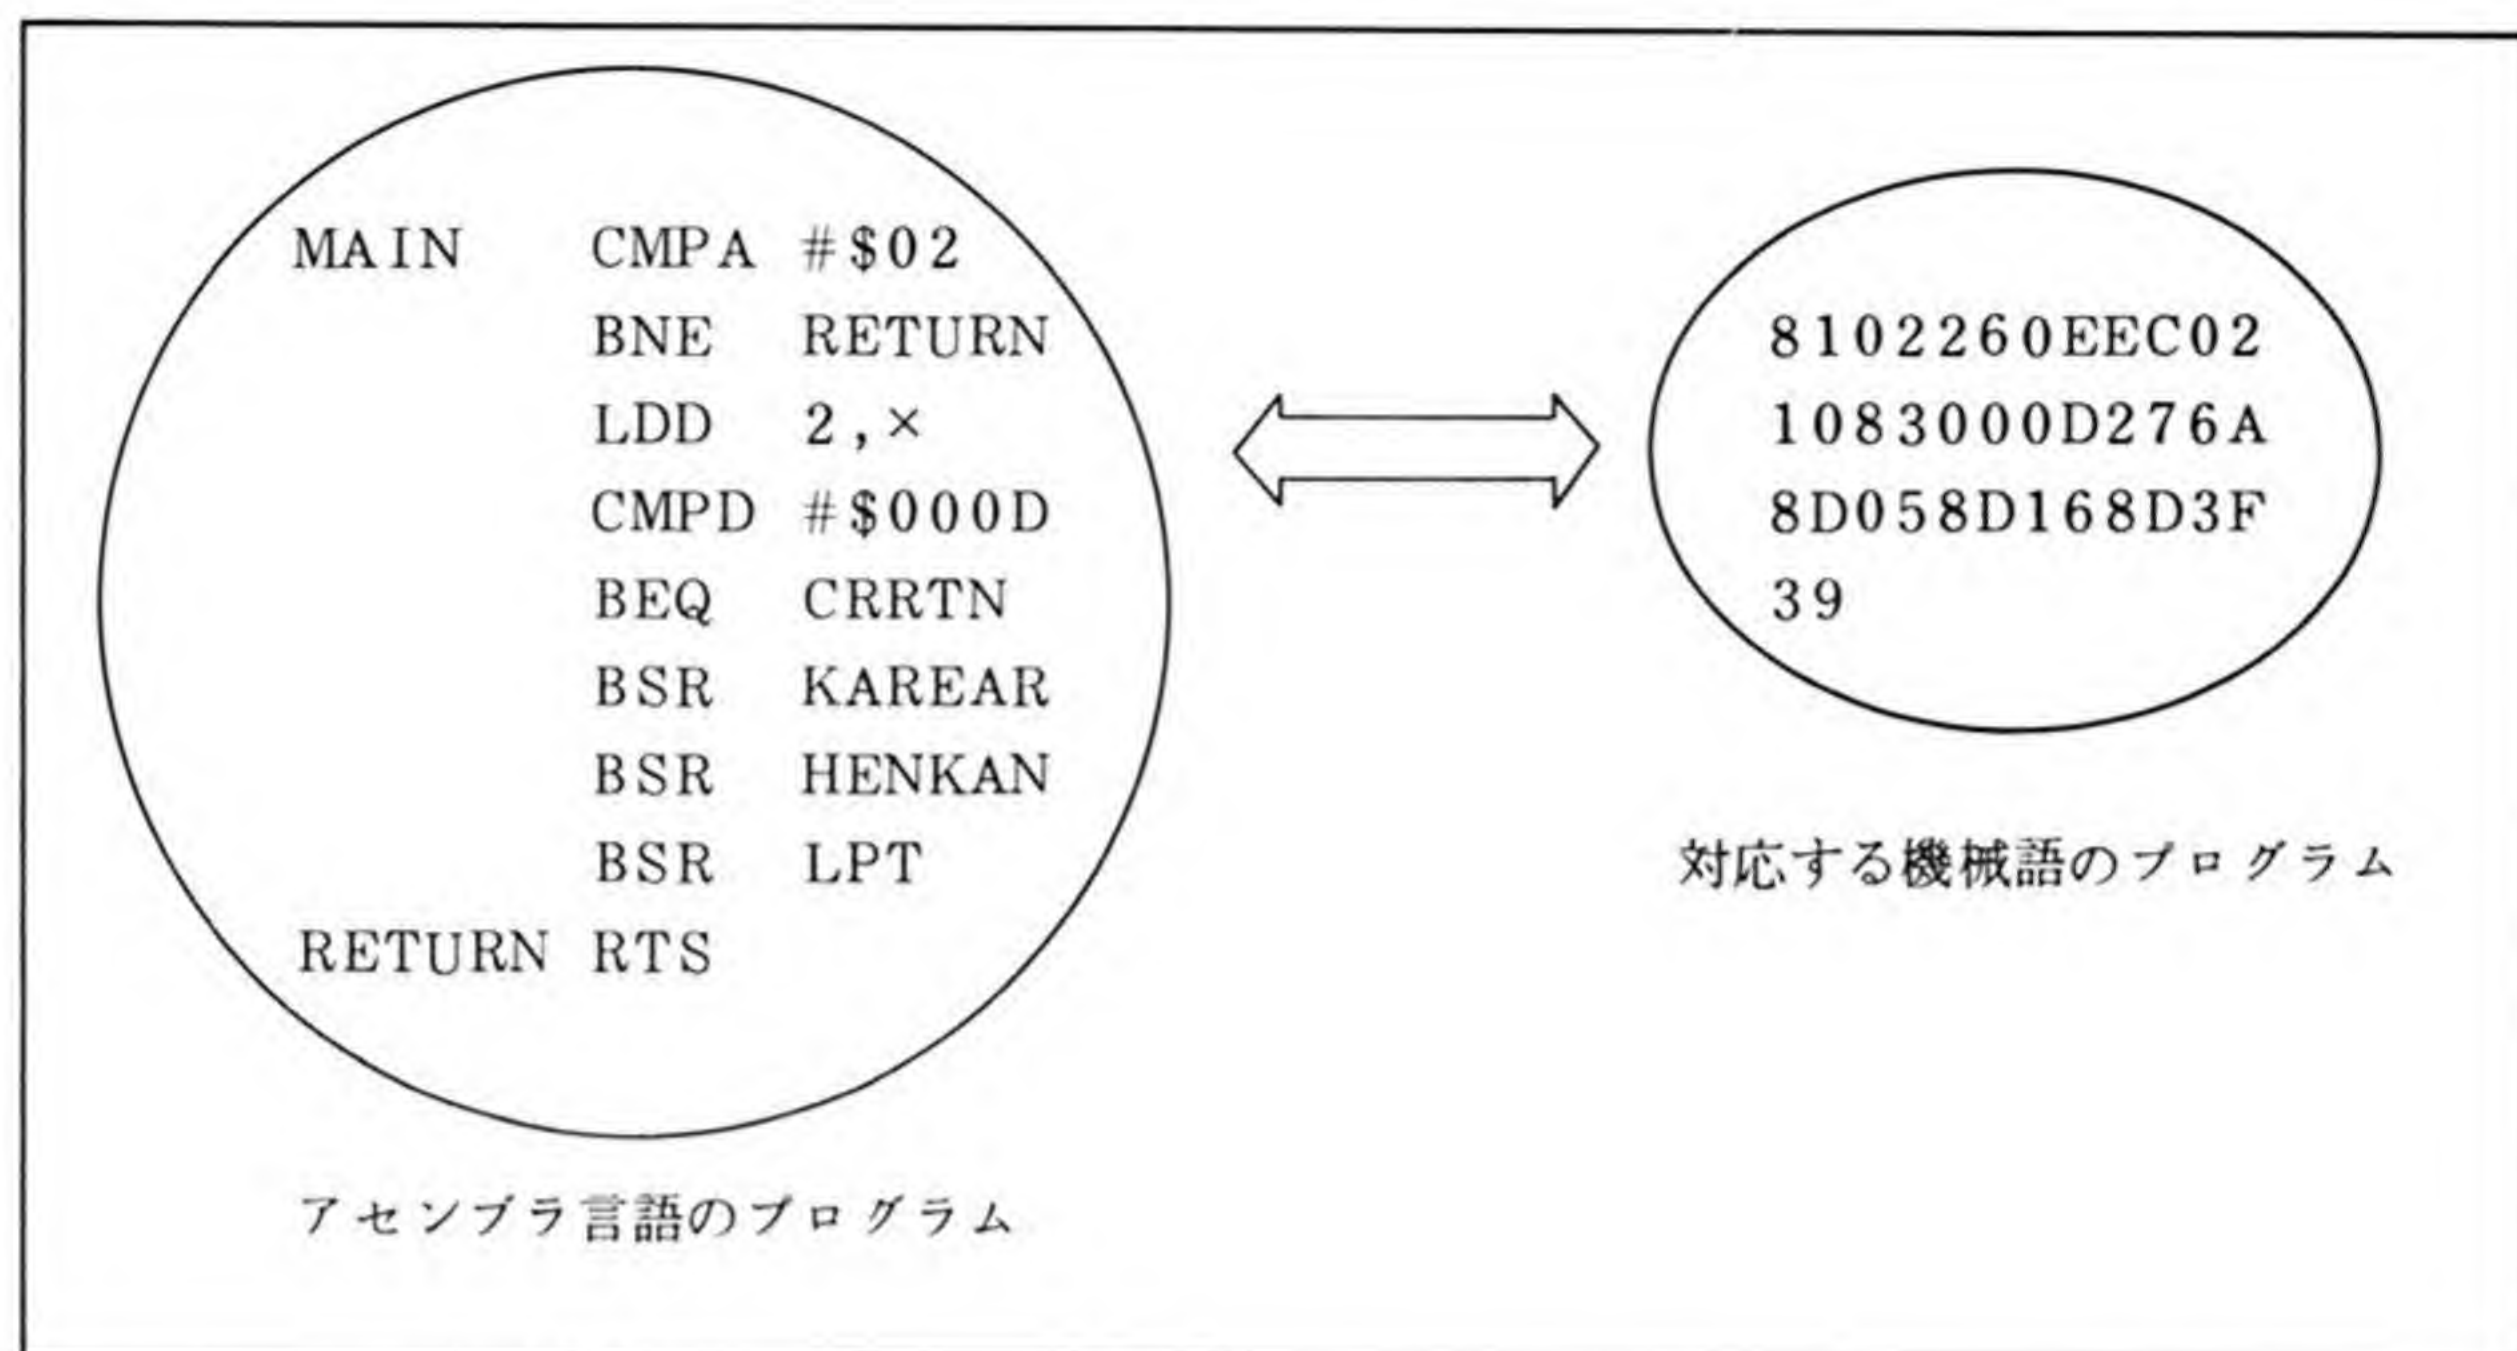 MAIN CMPA #$02
BNE RETURN
LDD 2,×
CMPD #$000D
BEQ CRRTN
BSR KAREAR
BSR HENKAN
BSR LPT
RETURN RTS
アセンブラ言語のプログラム
8102260EEC02
1083000D276A
8D058D168D3F
39
対応する機械語のプログラム